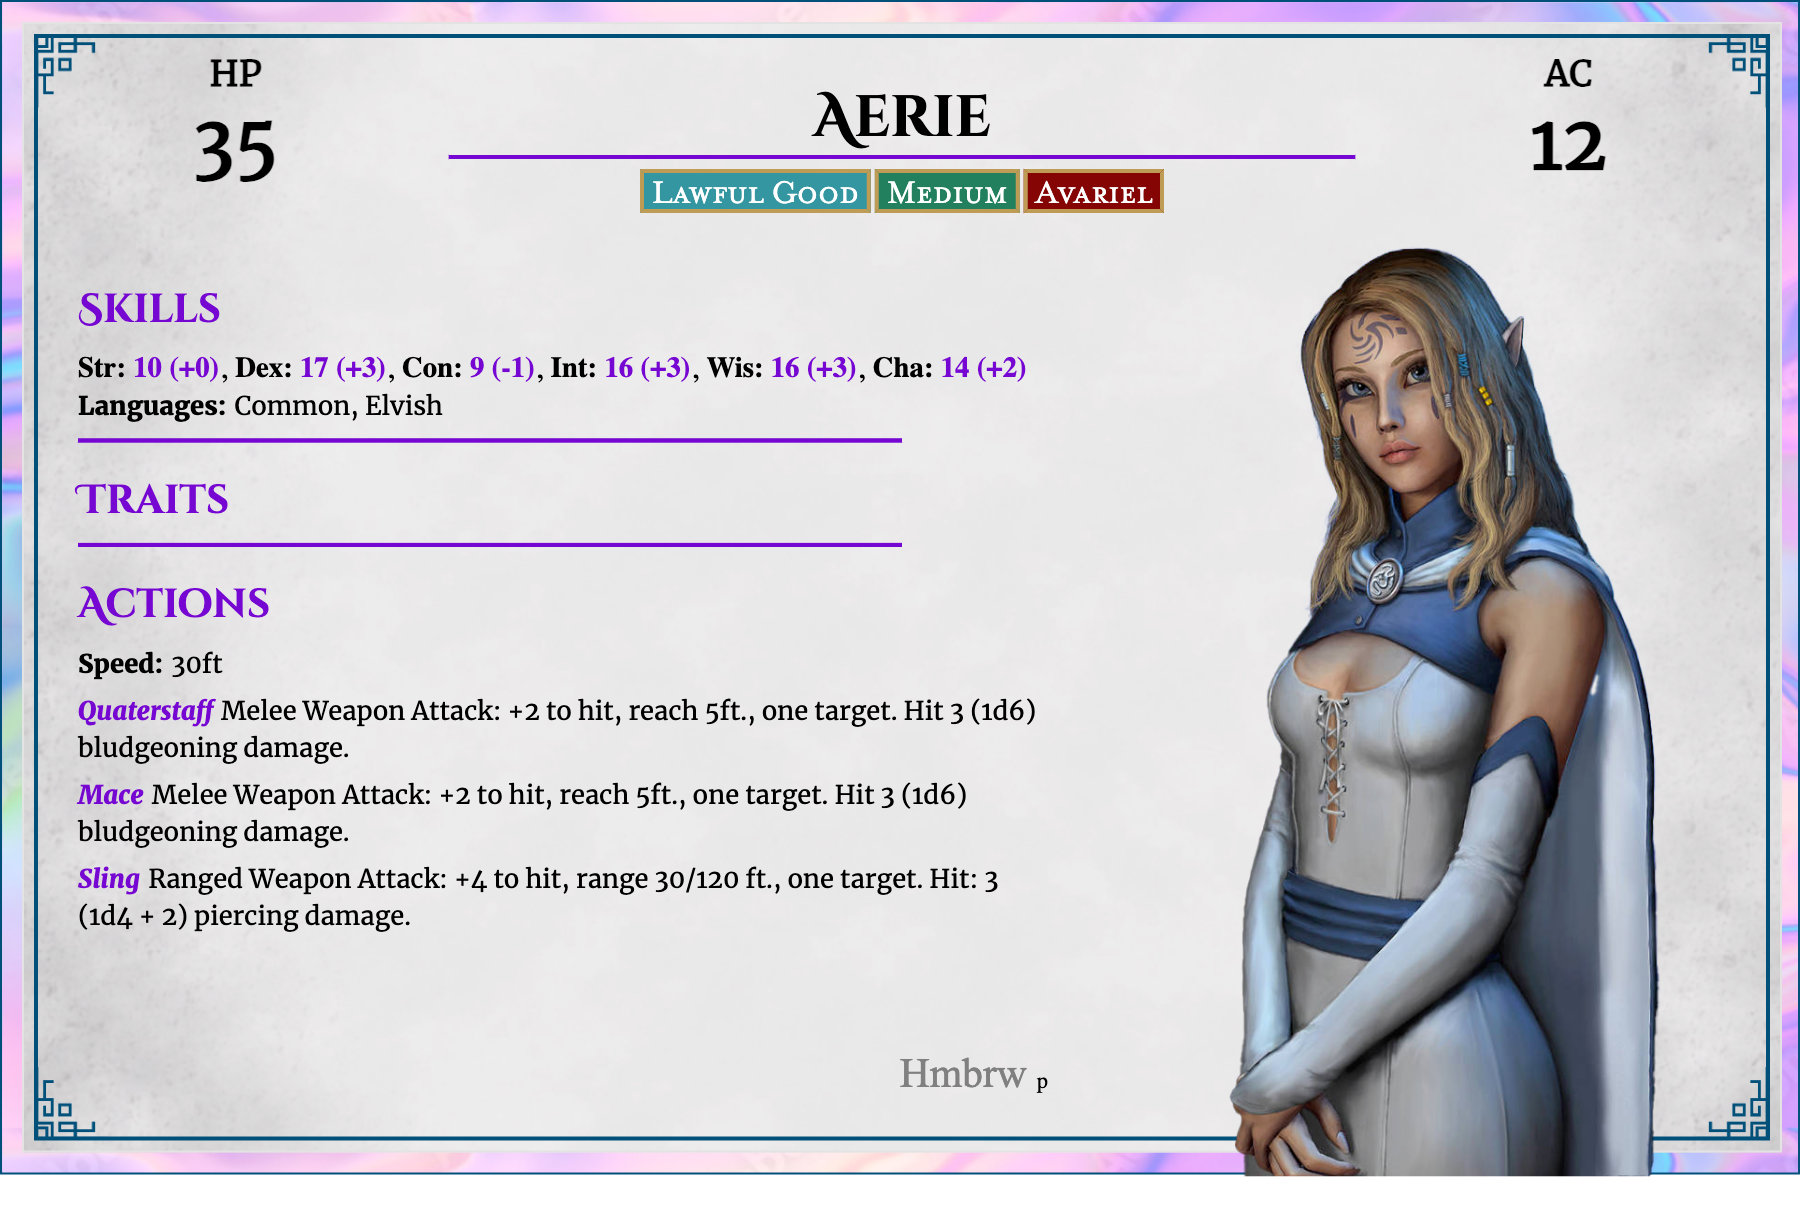 HP
35
Aerie
AC
12
Lawful Good Medium Avariel
Skills
Str: 10 (+0), Dex: 17 (+3), Con: 9 (-1), Int: 16 (+3), Wis: 16 (+3), Cha: 14 (+2)
Languages: Common, Elvish
Traits
Actions
Speed: 30ft
Quaterstaff Melee Weapon Attack: +2 to hit, reach 5ft., one target. Hit 3 (1d6)
bludgeoning damage.
Mace Melee Weapon Attack: +2 to hit, reach 5ft., one target. Hit 3 (1d6)
bludgeoning damage.
Sling Ranged Weapon Attack: +4 to hit, range 30/120 ft., one target. Hit: 3
(1d4 + 2) piercing damage.
Hmbrw p